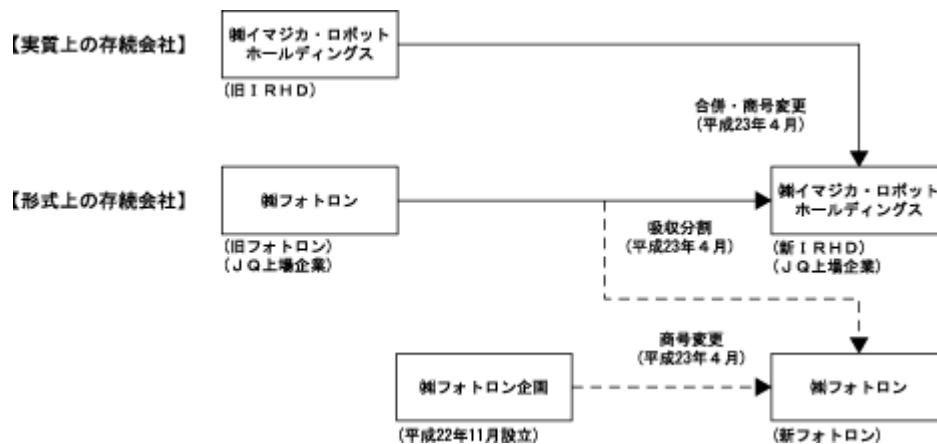 【実質上の存続会社】
㈱イマジカ・ロボット
ホールディングス
(旧ＩＲＨＤ)
合併・商号変更
(平成23年４月)
【形式上の存続会社】
㈱フォトロン
(旧フォトロン)
(ＪＱ上場企業)
吸収分割
(平成23年４月)
㈱イマジカ・ロボット
ホールディングス
(新ＩＲＨＤ)
(ＪＱ上場企業)
㈱フォトロン企画
(平成22年11月設立)
商号変更
(平成23年４月)
㈱フォトロン
(新フォトロン)